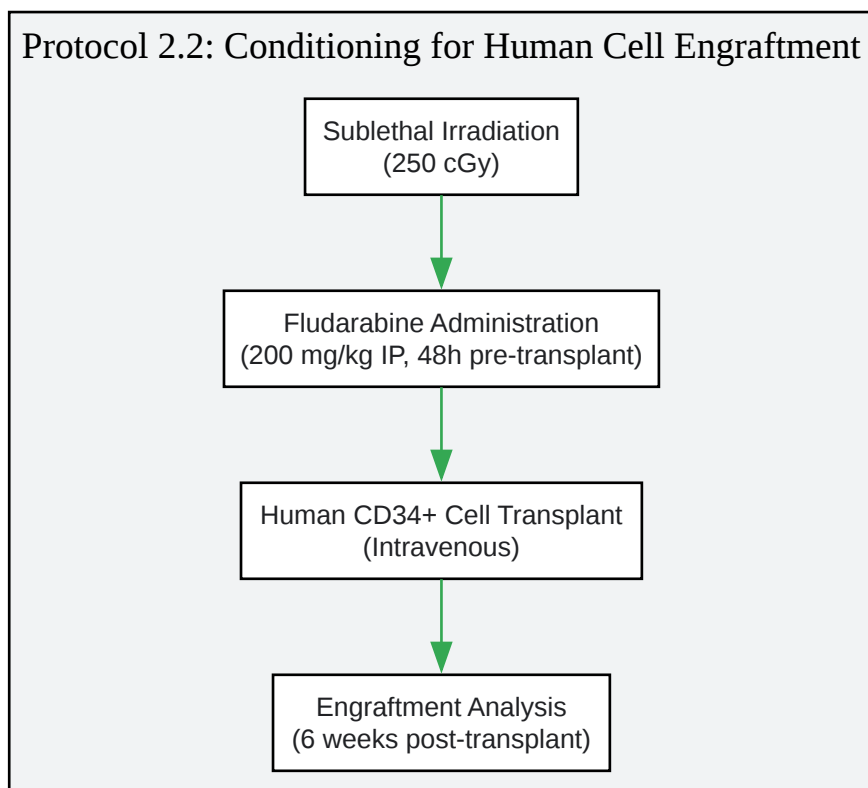 Protocol 2.2: Conditioning for Human Cell Engraftment
Sublethal Irradiation
(250 cGy)
Fludarabine Administration
(200 mg/kg IP, 48h pre-transplant)
Human CD34+ Cell Transplant
(Intravenous)
Engraftment Analysis
(6 weeks post-transplant)